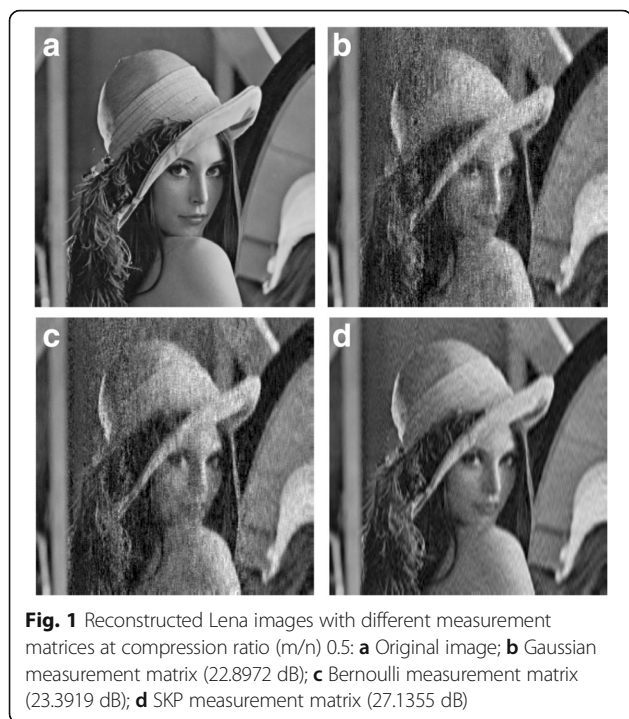 a
b
c
d
Fig. 1 Reconstructed Lena images with different measurement
matrices at compression ratio (m/n) 0.5: a Original image; b Gaussian
measurement matrix (22.8972 dB); c Bernoulli measurement matrix
(23.3919 dB); d SKP measurement matrix (27.1355 dB)